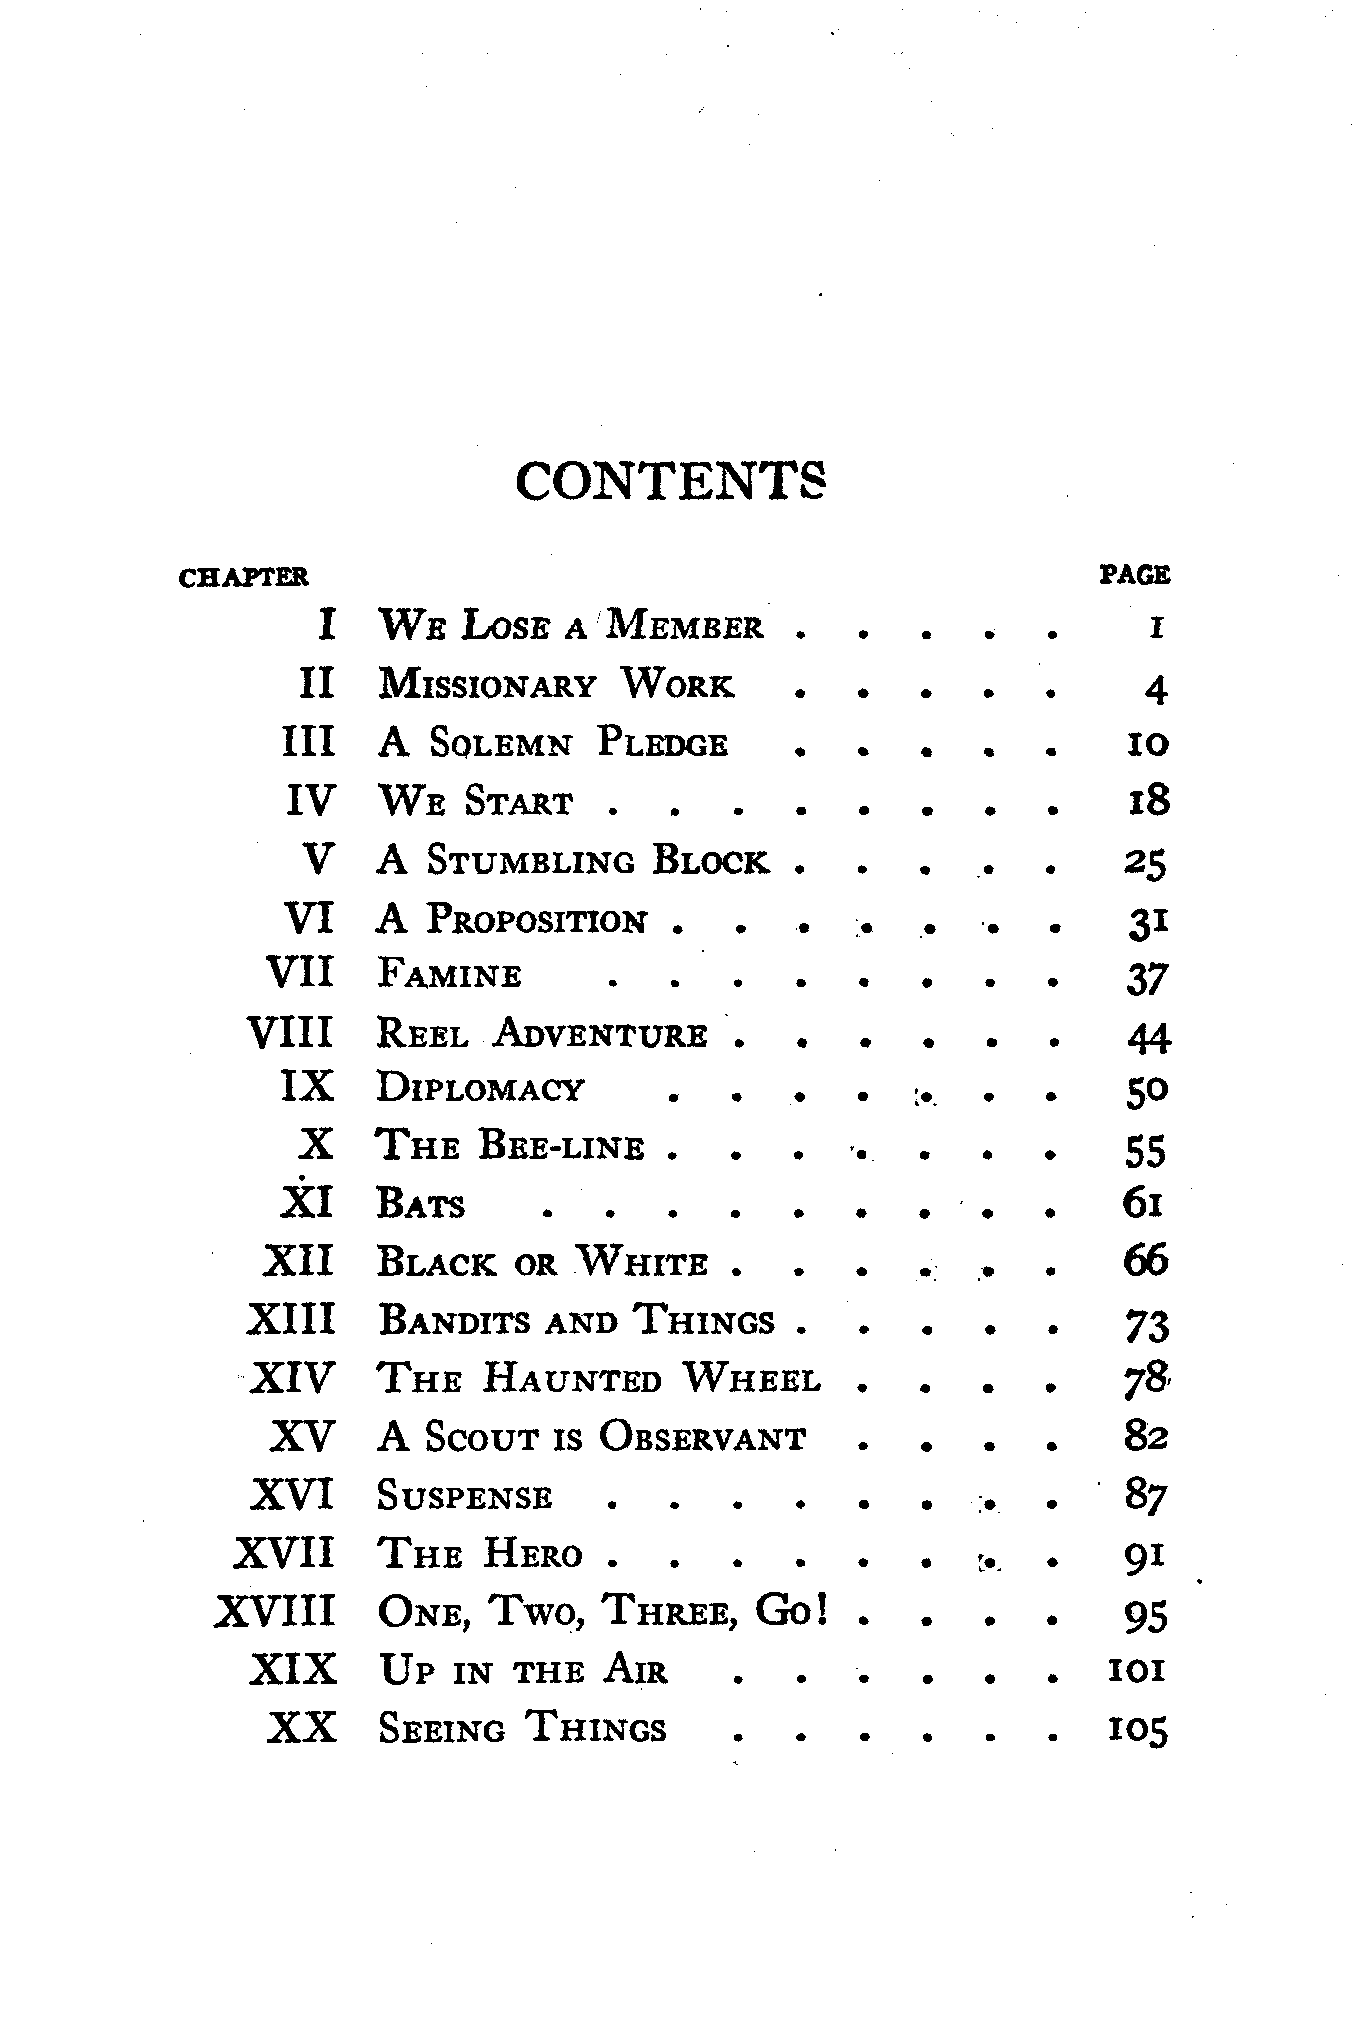 CONTENTS
CHAPTER PAGE
I We Lose a Member . . . . . 1
II Missionary Work . . . . . 4
III A Solemn Pledge . . . . . 10
IV We Start . . . . . . . . 18
V A Stumbling Block . . . . . 25
VI A Proposition . . . . . . . 31
VII Famine . . . . . . . . 37
VIII Reel Adventure . . . . . . 44
IX Diplomacy . . . . . . . 50
X The Bee-line . . . . . . . 55
XI Bats . . . . . . . . . 61
XII Black or White . . . . . . 66
XIII Bandits and Things . . . . . 73
XIV The Haunted Wheel . . . . 78
XV A Scout is Observant . . . . 82
XVI Suspense . . . . . . . . 87
XVII The Hero . . . . . . . . 91
XVIII One, Two, Three, Go! . . . . 95
XIX Up in the Air . . . . . . 101
XX Seeing Things . . . . . . 105